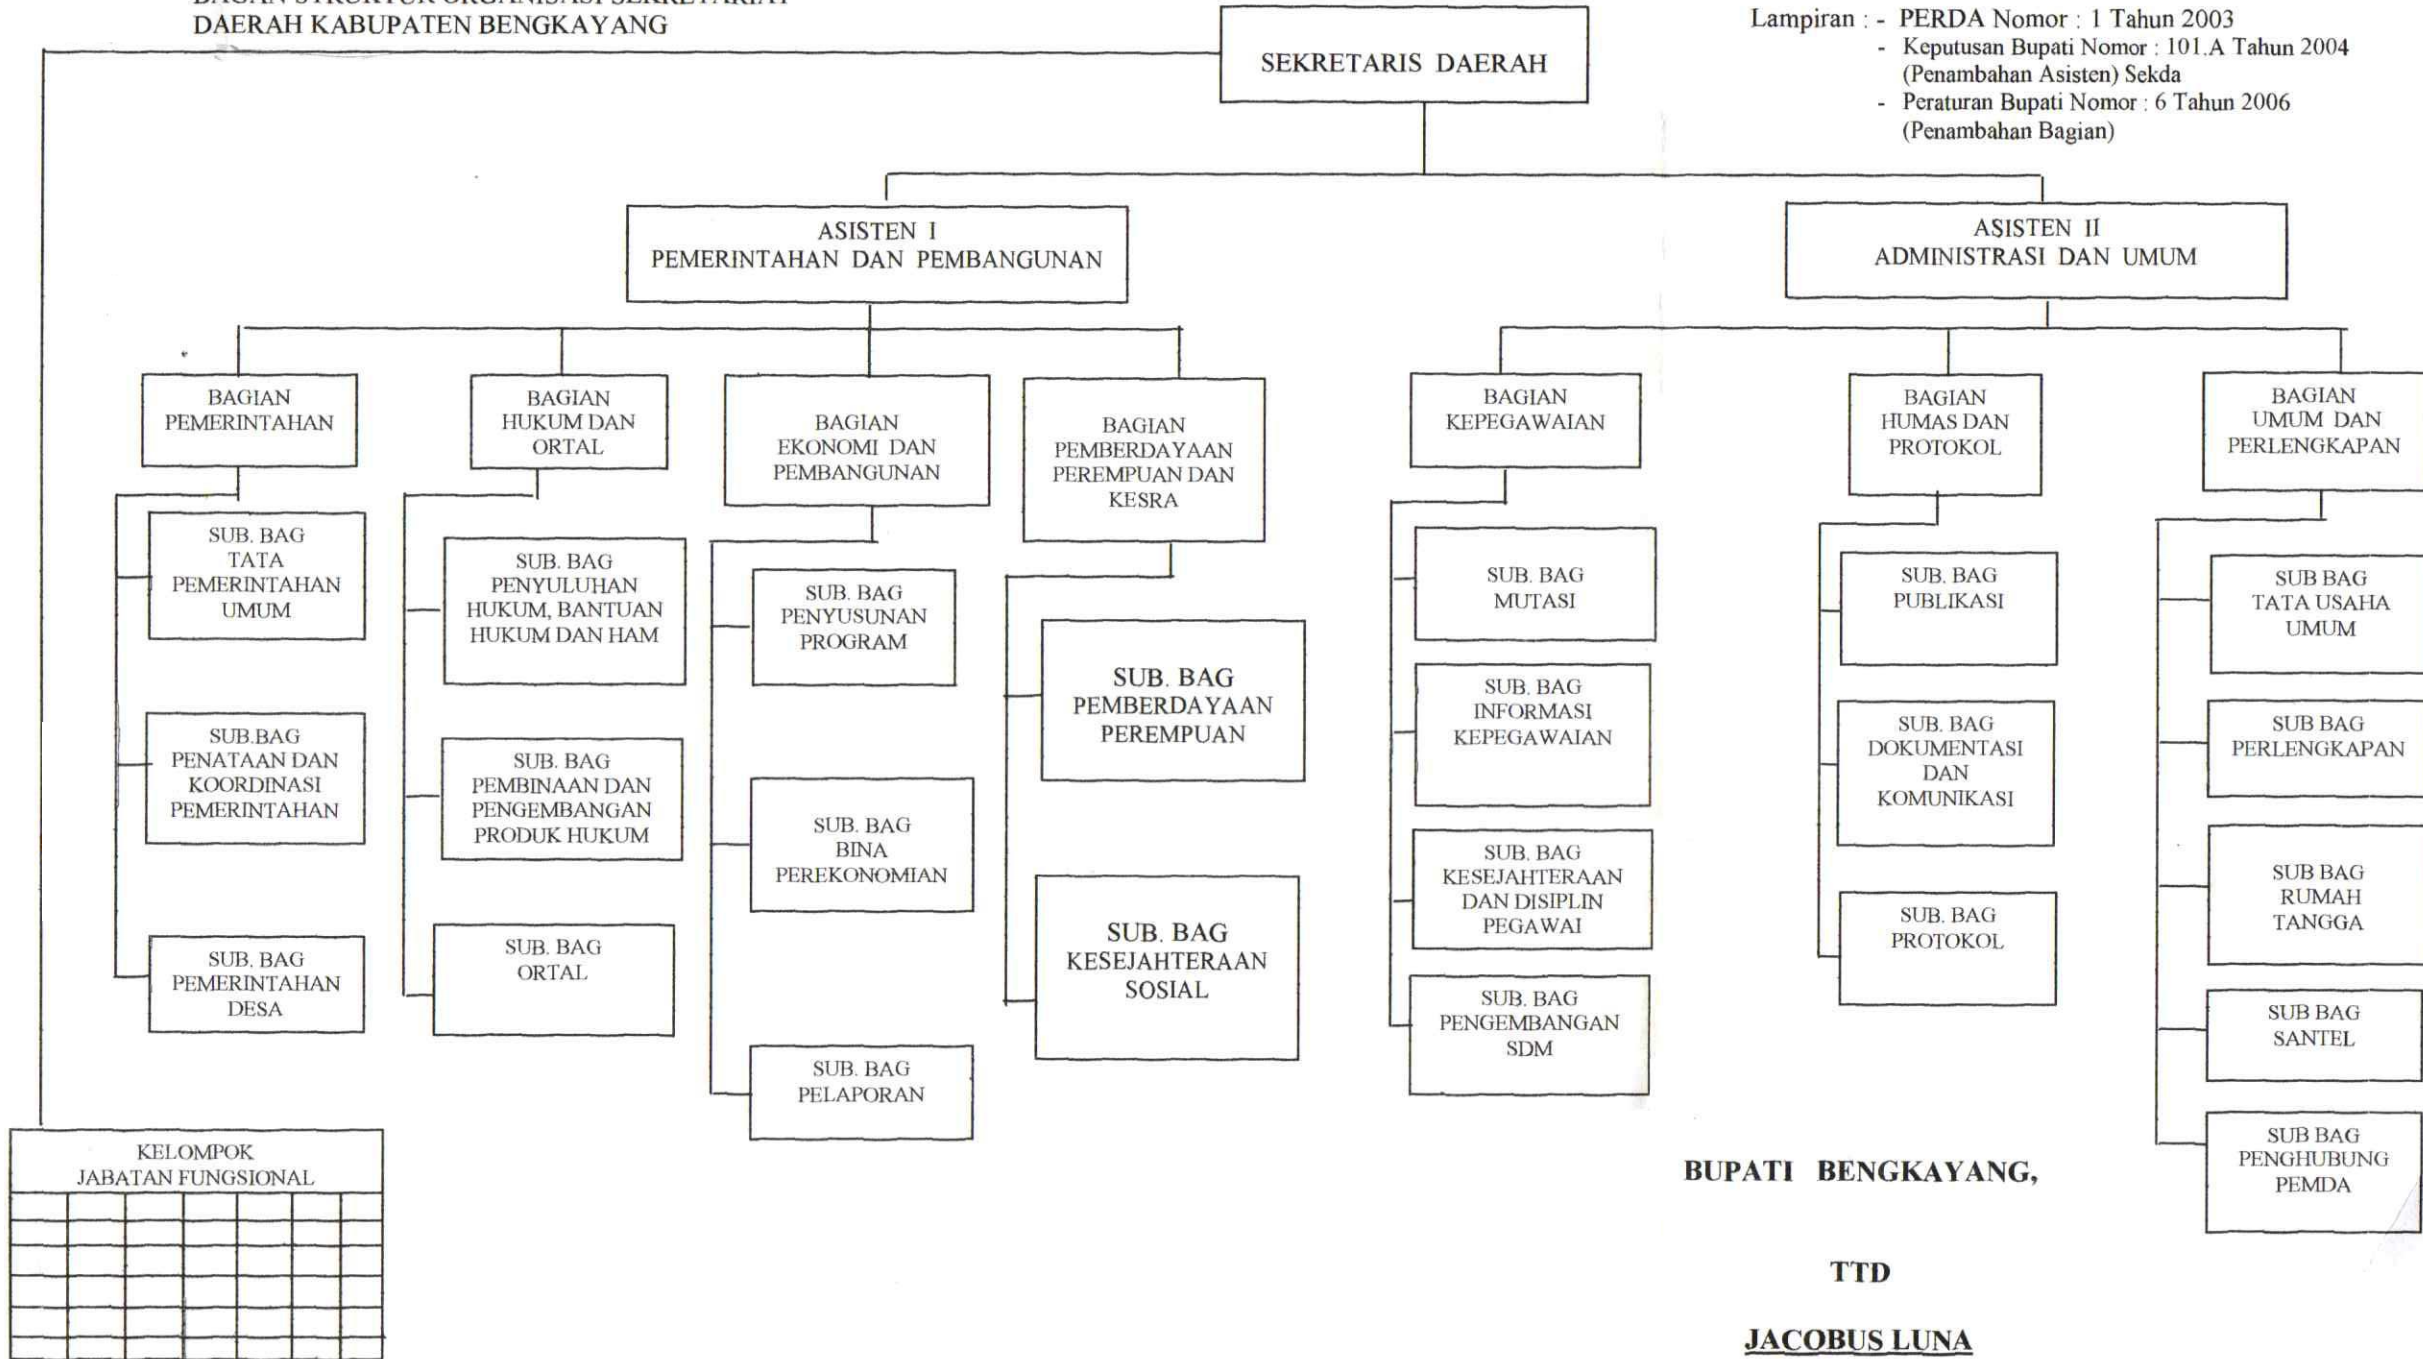 BAGAN STRUKTUR ORGANISASI SEKRETARIAT
DAERAH KABUPATEN BENGKAYANG
Lampiran : - PERDA Nomor : 1 Tahun 2003
- Keputusan Bupati Nomor : 101.A Tahun 2004
(Penambahan Asisten) Sekda
- Peraturan Bupati Nomor : 6 Tahun 2006
(Penambahan Bagian)
SEKRETARIS DAERAH
ASISTEN I
PEMERINTAHAN DAN PEMBANGUNAN
ASISTEN II
ADMINISTRASI DAN UMUM
BAGIAN
PEMERINTAHAN
BAGIAN
HUKUM DAN
ORTAL
BAGIAN
EKONOMI DAN
PEMBANGUNAN
BAGIAN
PEMBERDAYAAN
PEREMPUAN DAN
KESRA
BAGIAN
KEPEGAWAIAN
BAGIAN
HUMAS DAN
PROTOKOL
BAGIAN
UMUM DAN
PERLENGKAPAN
SUB. BAG
TATA
PEMERINTAHAN
UMUM
SUB.BAG
PENATAAN DAN
KOORDINASI
PEMERINTAHAN
SUB. BAG
PEMERINTAHAN
DESA
SUB. BAG
PENYULUHAN
HUKUM, BANTUAN
HUKUM DAN HAM
SUB. BAG
PEMBINAAN DAN
PENGEMBANGAN
PRODUK HUKUM
SUB. BAG
ORTAL
SUB. BAG
PENYUSUNAN
PROGRAM
SUB. BAG
BINA
PEREKONOMIAN
SUB. BAG
PELAPORAN
SUB. BAG
PEMBERDAYAAN
PEREMPUAN
SUB. BAG
KESEJAHTERAAN
SOSIAL
SUB. BAG
MUTASI
SUB. BAG
INFORMASI
KEPEGAWAIAN
SUB. BAG
KESEJAHTERAAN
DAN DISIPLIN
PEGAWAI
SUB. BAG
PENGEMBANGAN
SDM
SUB. BAG
PUBLIKASI
SUB. BAG
DOKUMENTASI
DAN
KOMUNIKASI
SUB. BAG
PROTOKOL
SUB BAG
TATA USAHA
UMUM
SUB BAG
PERLENGKAPAN
SUB BAG
RUMAH
TANGGA
SUB BAG
SANTEL
SUB BAG
PENGHUBUNG
PEMDA
KELOMPOK
JABATAN FUNGSIONAL
BUPATI BENGKAYANG,
TTD
JACOBUS LUNA